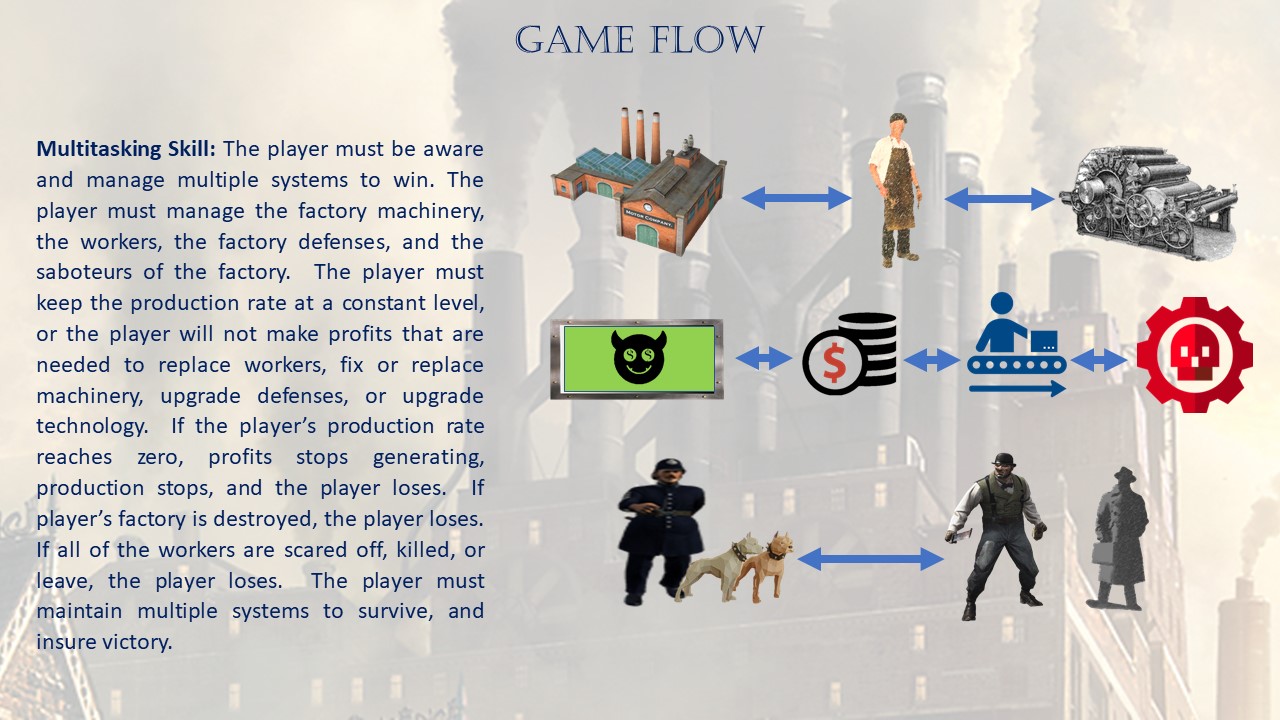 GAME FLOW
Multitasking Skill: The player must be aware
and manage multiple systems to win. The
player must manage the factory machinery,
the workers, the factory defenses, and the
saboteurs of the factory. The player must
keep the production rate at a constant level,
or the player will not make profits that are
needed to replace workers, fix or replace
machinery, upgrade defenses, or upgrade
technology. If the player's production rate
reaches zero, profits stops generating,
production stops, and the player loses. If
player's factory is destroyed, the player loses.
If all of the workers are scared off, killed, or
leave, the player loses. The player must
maintain multiple systems to survive, and
insure victory.
MOTOR COMPANY
$ $
$